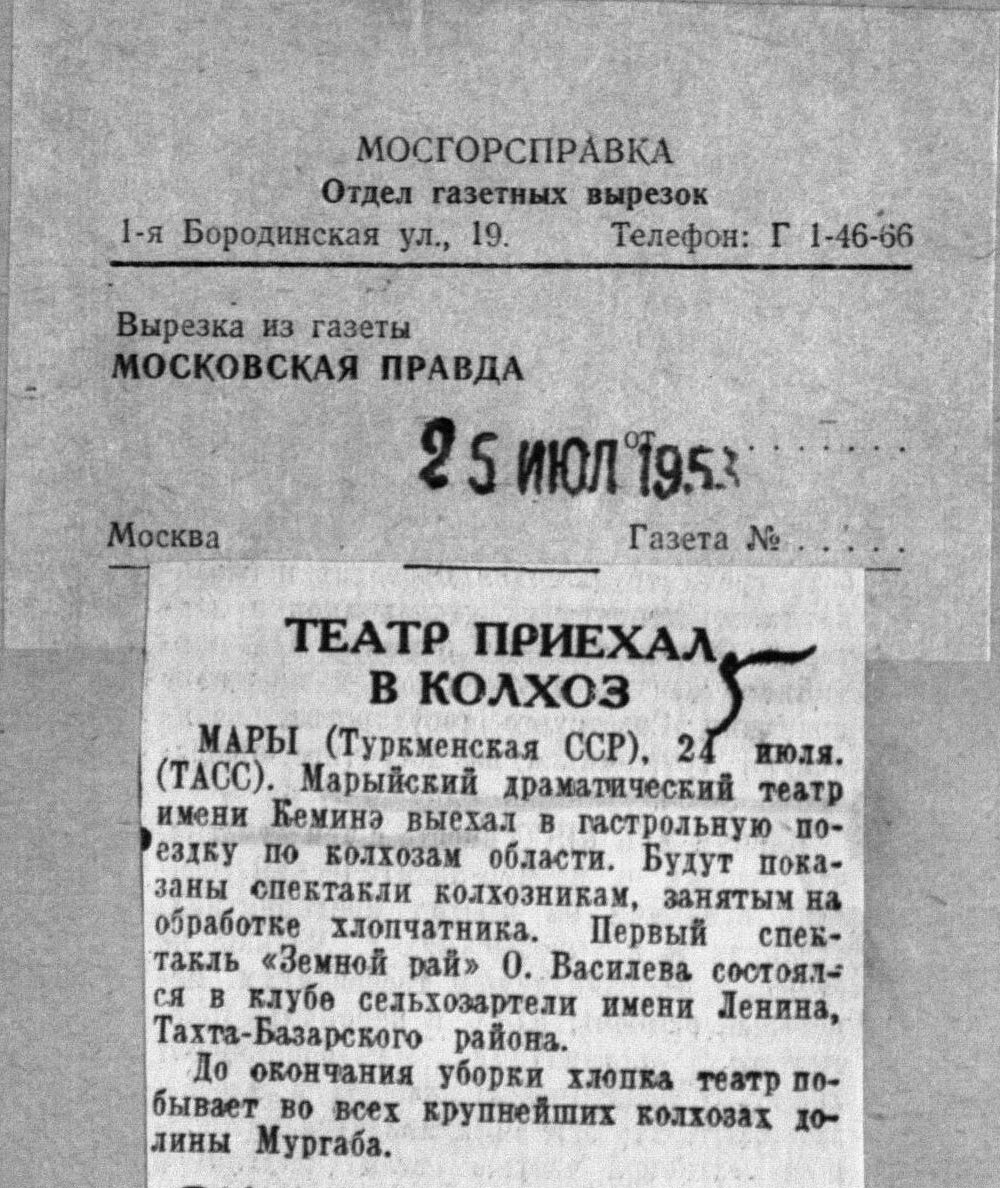 МОСГОРСПРАВКА
Отдел газетных вырезок
1-я Бородинская ул., 19. Телефон: Г 1-46-66
Вырезка из газеты
МОСКОВСКАЯ ПРАВДА
25 ИЮЛ 1953
от . . . . . . . . .
Москва Газета № . . . . .
ТЕАТР ПРИЕХАЛ
В КОЛХОЗ
МАРЫ (Туркменская ССР), 24 июля.
(ТАСС). Марыйский драматический театр
имени Кеминэ выехал в гастрольную по-
ездку по колхозам области. Будут пока-
заны спектакли колхозникам, занятым на
обработке хлопчатника. Первый спек-
такль «Земной рай» О. Василева состоял-
ся в клубе сельхозартели имени Ленина,
Тахта-Базарского района.
До окончания уборки хлопка театр по-
бывает во всех крупнейших колхозах до-
лины Мургаба.